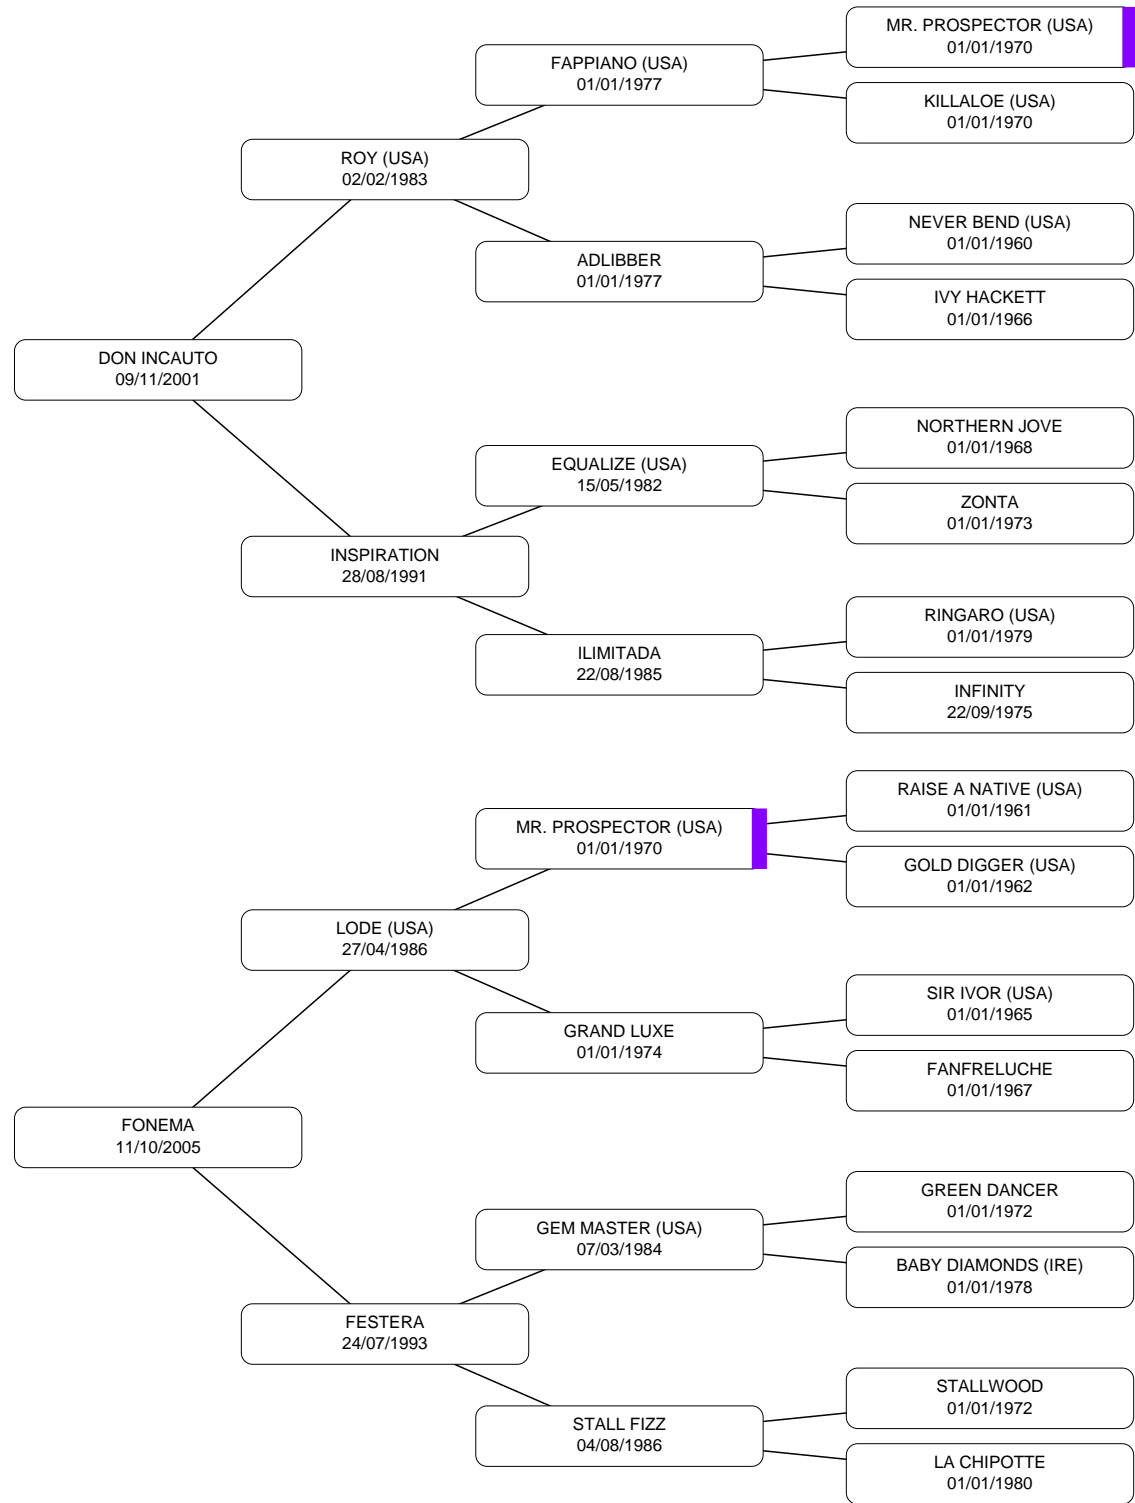 MR. PROSPECTOR (USA)
01/01/1970
FAPPIANO (USA)
01/01/1977
KILLALOE (USA)
01/01/1970
ROY (USA)
02/02/1983
NEVER BEND (USA)
01/01/1960
ADLIBBER
01/01/1977
IVY HACKETT
01/01/1966
DON INCAUTO
09/11/2001
NORTHERN JOVE
01/01/1968
EQUALIZE (USA)
15/05/1982
ZONTA
01/01/1973
INSPIRATION
28/08/1991
RINGARO (USA)
01/01/1979
ILIMITADA
22/08/1985
INFINITY
22/09/1975
RAISE A NATIVE (USA)
01/01/1961
MR. PROSPECTOR (USA)
01/01/1970
GOLD DIGGER (USA)
01/01/1962
LODE (USA)
27/04/1986
SIR IVOR (USA)
01/01/1965
GRAND LUXE
01/01/1974
FANFRELUCHE
01/01/1967
FONEMA
11/10/2005
GREEN DANCER
01/01/1972
GEM MASTER (USA)
07/03/1984
BABY DIAMONDS (IRE)
01/01/1978
FESTERA
24/07/1993
STALLWOOD
01/01/1972
STALL FIZZ
04/08/1986
LA CHIPOTTE
01/01/1980